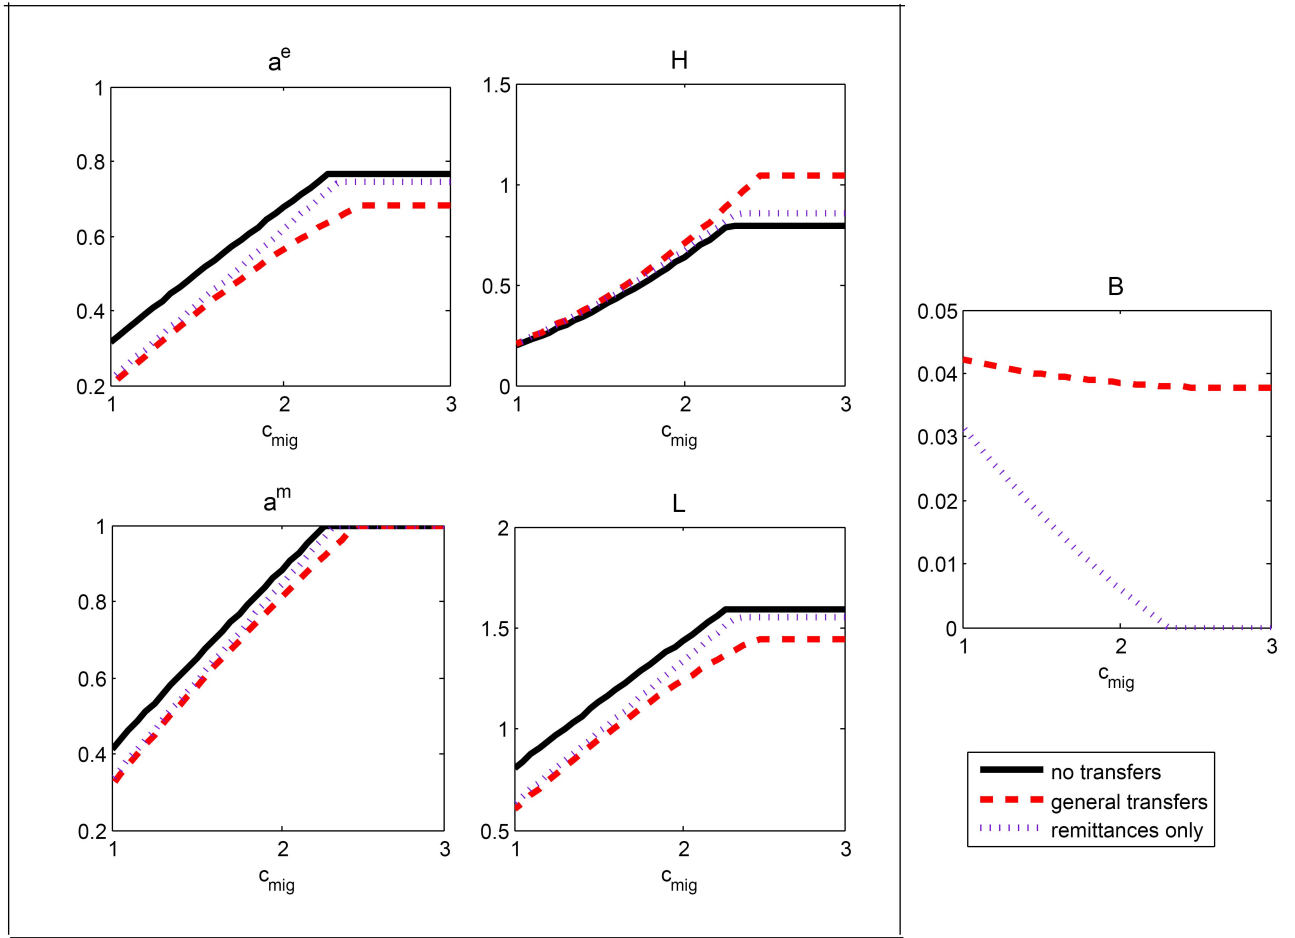 a^e
1
0.8
0.6
0.4
0.2
1 2 3
c_mig
H
1.5
1
0.5
0
1 2 3
c_mig
a^m
1
0.8
0.6
0.4
0.2
1 2 3
c_mig
L
2
1.5
1
0.5
1 2 3
c_mig
B
0.05
0.04
0.03
0.02
0.01
0
1 2 3
c_mig
no transfers
general transfers
remittances only